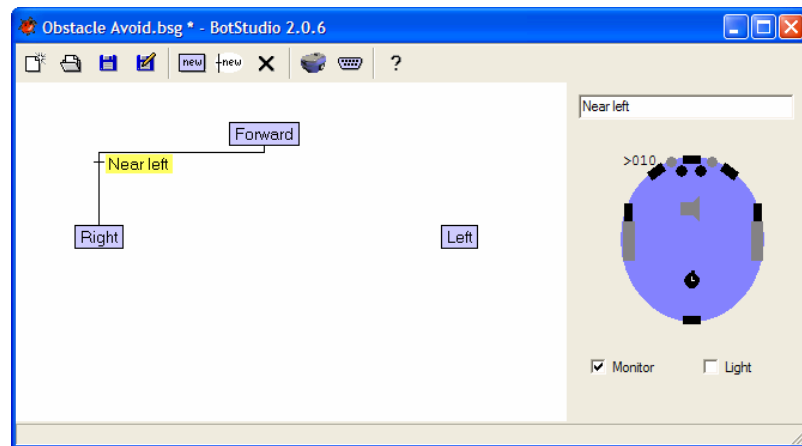 Obstacle Avoid.bsg * - BotStudio 2.0.6
new new ?
Near left
>010
Forward
Near left
Right
Left
Monitor Light